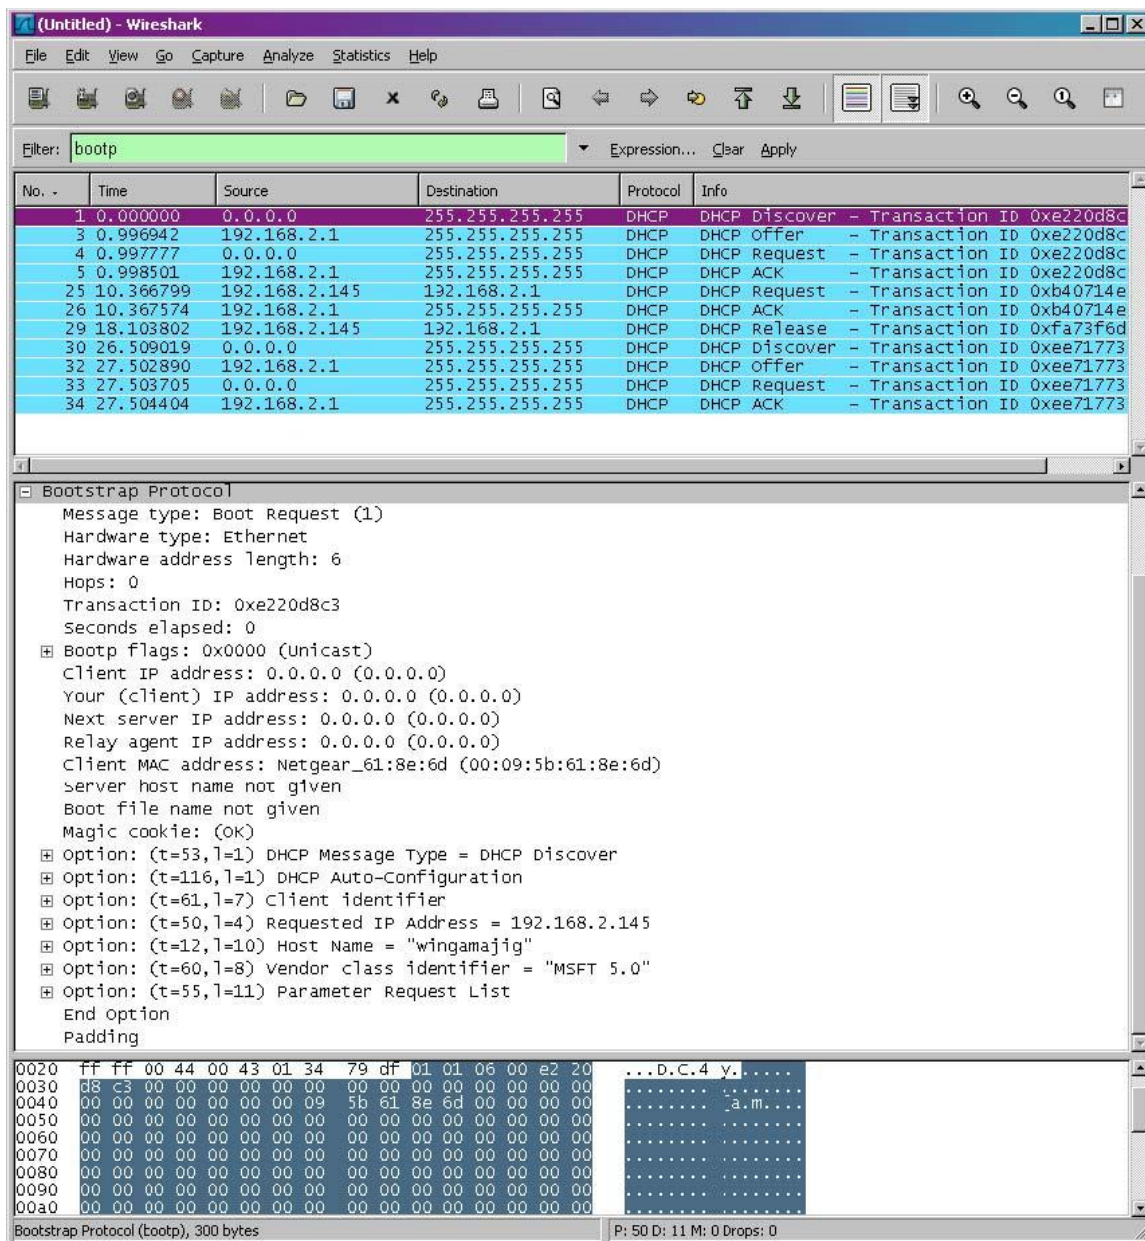 (Untitled) - Wireshark
File Edit View Go Capture Analyze Statistics Help
Filter: bootp Expression... Clear Apply
No. - Time Source Destination Protocol Info
1 0.000000 0.0.0.0 255.255.255.255 DHCP DHCP Discover - Transaction ID 0xe220d8c
3 0.996942 192.168.2.1 255.255.255.255 DHCP DHCP Offer - Transaction ID 0xe220d8c
4 0.997777 0.0.0.0 255.255.255.255 DHCP DHCP Request - Transaction ID 0xe220d8c
5 0.998501 192.168.2.1 255.255.255.255 DHCP DHCP ACK - Transaction ID 0xe220d8c
25 10.366799 192.168.2.145 192.168.2.1 DHCP DHCP Request - Transaction ID 0xb40714e
26 10.367574 192.168.2.1 255.255.255.255 DHCP DHCP ACK - Transaction ID 0xb40714e
29 18.103802 192.168.2.145 192.168.2.1 DHCP DHCP Release - Transaction ID 0xfa73f6d
30 26.509019 0.0.0.0 255.255.255.255 DHCP DHCP Discover - Transaction ID 0xee71773
32 27.502890 192.168.2.1 255.255.255.255 DHCP DHCP Offer - Transaction ID 0xee71773
33 27.503705 0.0.0.0 255.255.255.255 DHCP DHCP Request - Transaction ID 0xee71773
34 27.504404 192.168.2.1 255.255.255.255 DHCP DHCP ACK - Transaction ID 0xee71773
Bootstrap Protocol
Message type: Boot Request (1)
Hardware type: Ethernet
Hardware address length: 6
Hops: 0
Transaction ID: 0xe220d8c3
Seconds elapsed: 0
Bootp flags: 0x0000 (Unicast)
Client IP address: 0.0.0.0 (0.0.0.0)
Your (client) IP address: 0.0.0.0 (0.0.0.0)
Next server IP address: 0.0.0.0 (0.0.0.0)
Relay agent IP address: 0.0.0.0 (0.0.0.0)
Client MAC address: Netgear_61:8e:6d (00:09:5b:61:8e:6d)
Server host name not given
Boot file name not given
Magic cookie: (OK)
Option: (t=53,l=1) DHCP Message Type = DHCP Discover
Option: (t=116,l=1) DHCP Auto-Configuration
Option: (t=61,l=7) Client identifier
Option: (t=50,l=4) Requested IP Address = 192.168.2.145
Option: (t=12,l=10) Host Name = "wingamajig"
Option: (t=60,l=8) Vendor class identifier = "MSFT 5.0"
Option: (t=55,l=11) Parameter Request List
End Option
Padding
0020 ff ff 00 44 00 43 01 34 79 df 01 01 06 00 e2 20 ...D.C.4 y.......
0030 d8 c3 00 00 00 00 00 00 00 00 00 00 00 00 00 00 ........ ........
0040 00 00 00 00 00 00 00 09 5b 61 8e 6d 00 00 00 00 ........ [a.m....
0050 00 00 00 00 00 00 00 00 00 00 00 00 00 00 00 00 ........ ........
0060 00 00 00 00 00 00 00 00 00 00 00 00 00 00 00 00 ........ ........
0070 00 00 00 00 00 00 00 00 00 00 00 00 00 00 00 00 ........ ........
0080 00 00 00 00 00 00 00 00 00 00 00 00 00 00 00 00 ........ ........
0090 00 00 00 00 00 00 00 00 00 00 00 00 00 00 00 00 ........ ........
00a0 00 00 00 00 00 00 00 00 00 00 00 00 00 00 00 00 ........ ........
Bootstrap Protocol (bootp), 300 bytes P: 50 D: 11 M: 0 Drops: 0